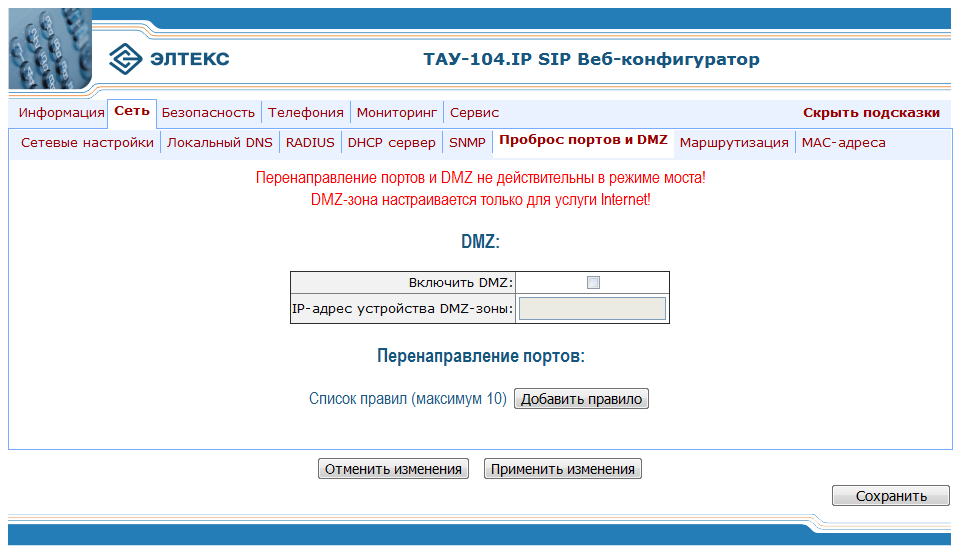 ЭЛТЕКС
ТАУ-104.IP SIP Веб-конфигуратор
Информация Сеть Безопасность Телефония Мониторинг Сервис Скрыть подсказки
Сетевые настройки Локальный DNS RADIUS DHCP сервер SNMP Проброс портов и DMZ Маршрутизация MAC-адреса
Перенаправление портов и DMZ не действительны в режиме моста!
DMZ-зона настраивается только для услуги Internet!
DMZ:
Включить DMZ:
IP-адрес устройства DMZ-зоны:
Перенаправление портов:
Список правил (максимум 10) Добавить правило
Отменить изменения Применить изменения
Сохранить